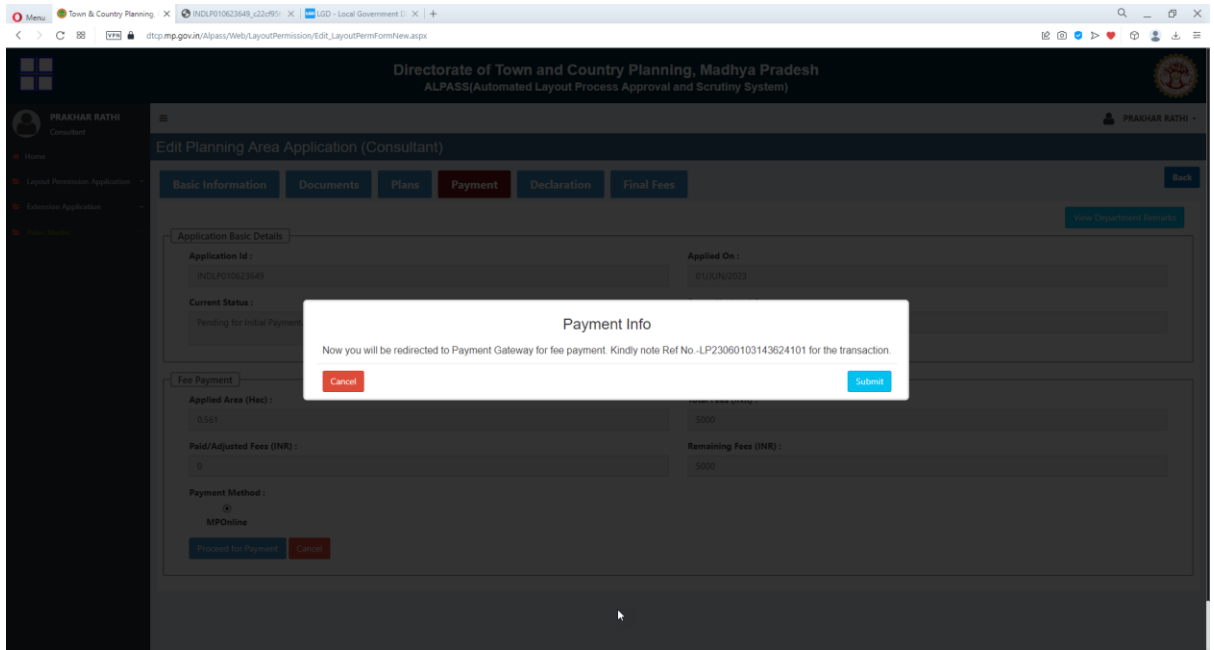 Menu
Town & Country Planning,
INDLP010623649_c22cf95
LGD - Local Government D
VPN
dtcp.mp.gov.in/Alpass/Web/LayoutPermission/Edit_LayoutPermFormNew.aspx
Directorate of Town and Country Planning, Madhya Pradesh
ALPASS(Automated Layout Process Approval and Scrutiny System)
PRAKHAR RATHI
Consultant
PRAKHAR RATHI
Home
Layout Permission Application
Extension Application
Edit Planning Area Application (Consultant)
Basic Information Documents Plans Payment Declaration Final Fees
Back
View Department Remarks
Application Basic Details
Application Id : Applied On :
INDLP010623649 01/JUN/2023
Current Status :
Pending for Initial Payment
Payment Info
Now you will be redirected to Payment Gateway for fee payment. Kindly note Ref No.-LP23060103143624101 for the transaction.
Cancel Submit
Fee Payment
Applied Area (Hec) : Total Fees (INR) :
0.561 5000
Paid/Adjusted Fees (INR) : Remaining Fees (INR) :
0 5000
Payment Method :
MPOnline
Proceed for Payment Cancel